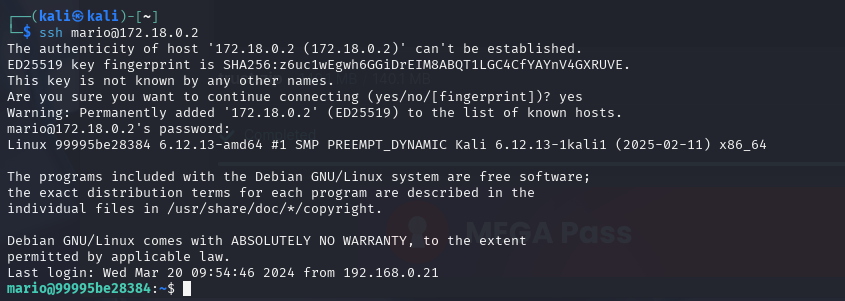 ┌──(kali㉿kali)-[~]
└─$ ssh mario@172.18.0.2
The authenticity of host '172.18.0.2 (172.18.0.2)' can't be established.
ED25519 key fingerprint is SHA256:z6uc1wEgwh6GGiDrEIM8ABQT1LGC4CfYAYnV4GXRUVE.
This key is not known by any other names.
Are you sure you want to continue connecting (yes/no/[fingerprint])? yes
Warning: Permanently added '172.18.0.2' (ED25519) to the list of known hosts.
mario@172.18.0.2's password:
Completed
Linux 99995be28384 6.12.13-amd64 #1 SMP PREEMPT_DYNAMIC Kali 6.12.13-1kali1 (2025-02-11) x86_64
The programs included with the Debian GNU/Linux system are free software;
the exact distribution terms for each program are described in the
individual files in /usr/share/doc/*/copyright.
MEGA Pass
Debian GNU/Linux comes with ABSOLUTELY NO WARRANTY, to the extent
permitted by applicable law.
Last login: Wed Mar 20 09:54:46 2024 from 192.168.0.21
mario@99995be28384:~$